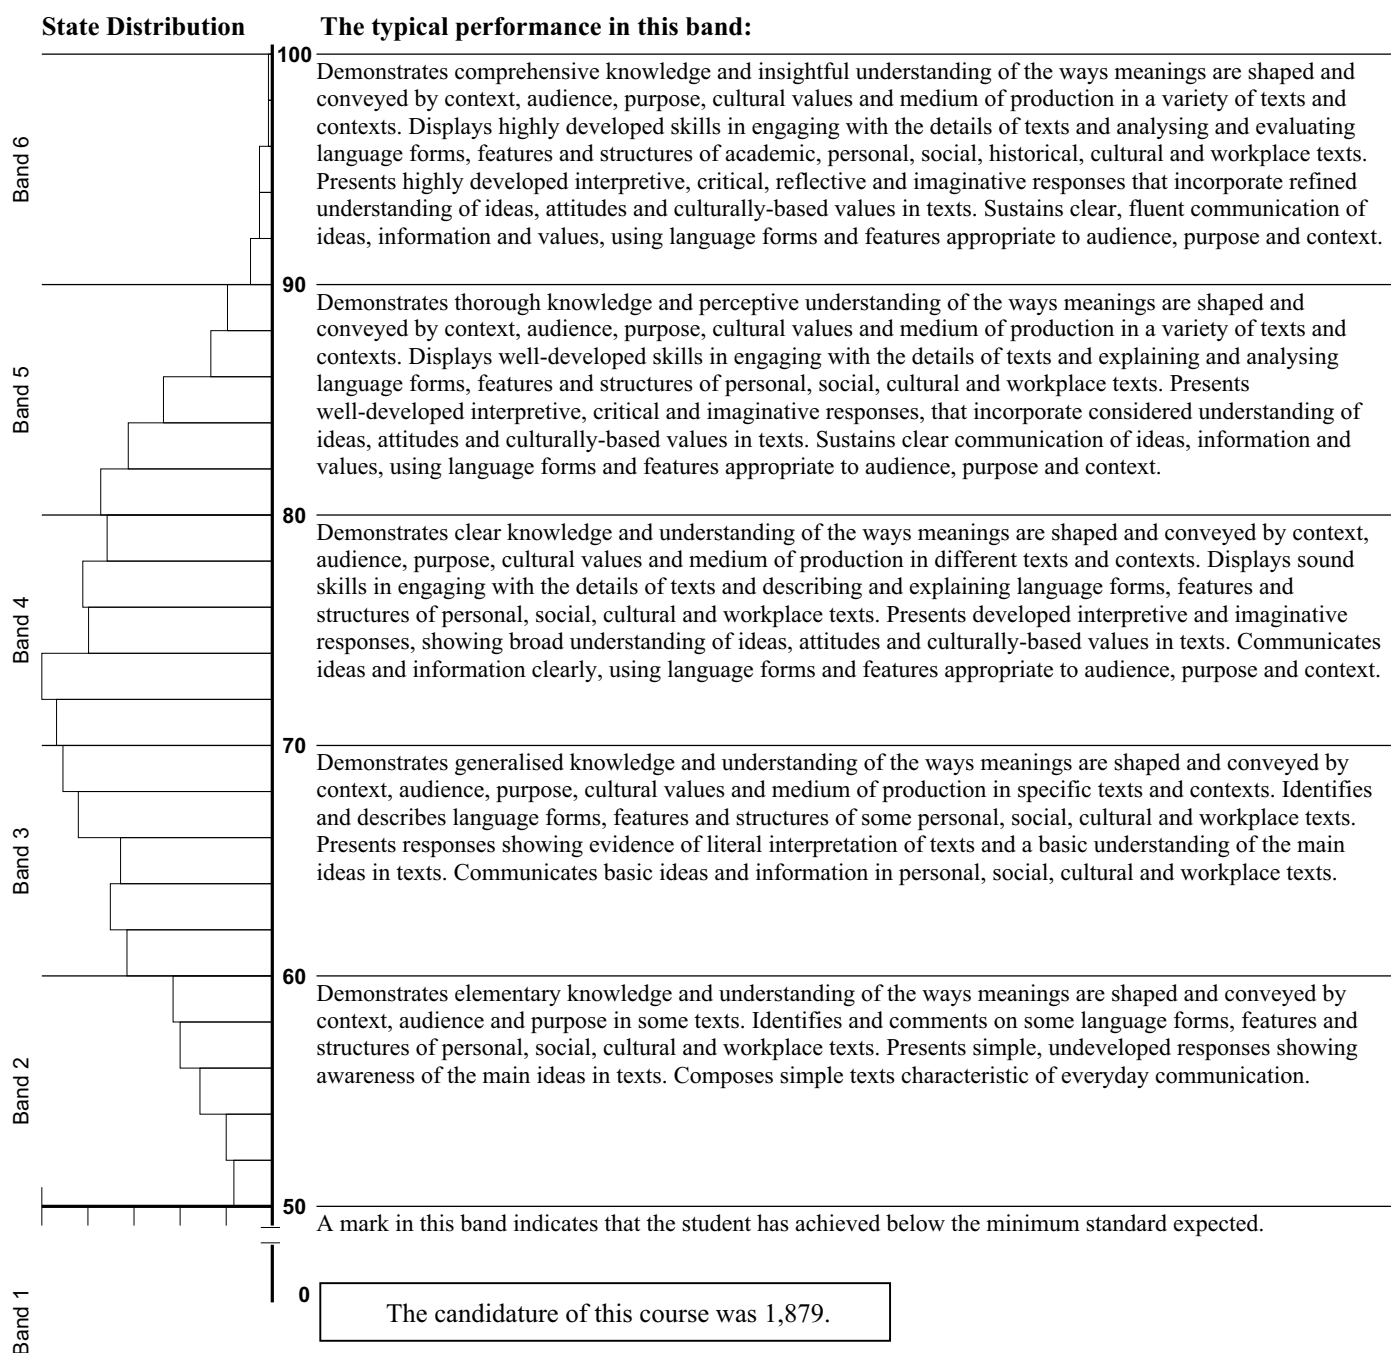 State Distribution
The typical performance in this band:
100
Band 6
Demonstrates comprehensive knowledge and insightful understanding of the ways meanings are shaped and
conveyed by context, audience, purpose, cultural values and medium of production in a variety of texts and
contexts. Displays highly developed skills in engaging with the details of texts and analysing and evaluating
language forms, features and structures of academic, personal, social, historical, cultural and workplace texts.
Presents highly developed interpretive, critical, reflective and imaginative responses that incorporate refined
understanding of ideas, attitudes and culturally-based values in texts. Sustains clear, fluent communication of
ideas, information and values, using language forms and features appropriate to audience, purpose and context.
90
Band 5
Demonstrates thorough knowledge and perceptive understanding of the ways meanings are shaped and
conveyed by context, audience, purpose, cultural values and medium of production in a variety of texts and
contexts. Displays well-developed skills in engaging with the details of texts and explaining and analysing
language forms, features and structures of personal, social, cultural and workplace texts. Presents
well-developed interpretive, critical and imaginative responses, that incorporate considered understanding of
ideas, attitudes and culturally-based values in texts. Sustains clear communication of ideas, information and
values, using language forms and features appropriate to audience, purpose and context.
80
Band 4
Demonstrates clear knowledge and understanding of the ways meanings are shaped and conveyed by context,
audience, purpose, cultural values and medium of production in different texts and contexts. Displays sound
skills in engaging with the details of texts and describing and explaining language forms, features and
structures of personal, social, cultural and workplace texts. Presents developed interpretive and imaginative
responses, showing broad understanding of ideas, attitudes and culturally-based values in texts. Communicates
ideas and information clearly, using language forms and features appropriate to audience, purpose and context.
70
Band 3
Demonstrates generalised knowledge and understanding of the ways meanings are shaped and conveyed by
context, audience, purpose, cultural values and medium of production in specific texts and contexts. Identifies
and describes language forms, features and structures of some personal, social, cultural and workplace texts.
Presents responses showing evidence of literal interpretation of texts and a basic understanding of the main
ideas in texts. Communicates basic ideas and information in personal, social, cultural and workplace texts.
60
Band 2
Demonstrates elementary knowledge and understanding of the ways meanings are shaped and conveyed by
context, audience and purpose in some texts. Identifies and comments on some language forms, features and
structures of personal, social, cultural and workplace texts. Presents simple, undeveloped responses showing
awareness of the main ideas in texts. Composes simple texts characteristic of everyday communication.
50
Band 1
A mark in this band indicates that the student has achieved below the minimum standard expected.
0
The candidature of this course was 1,879.